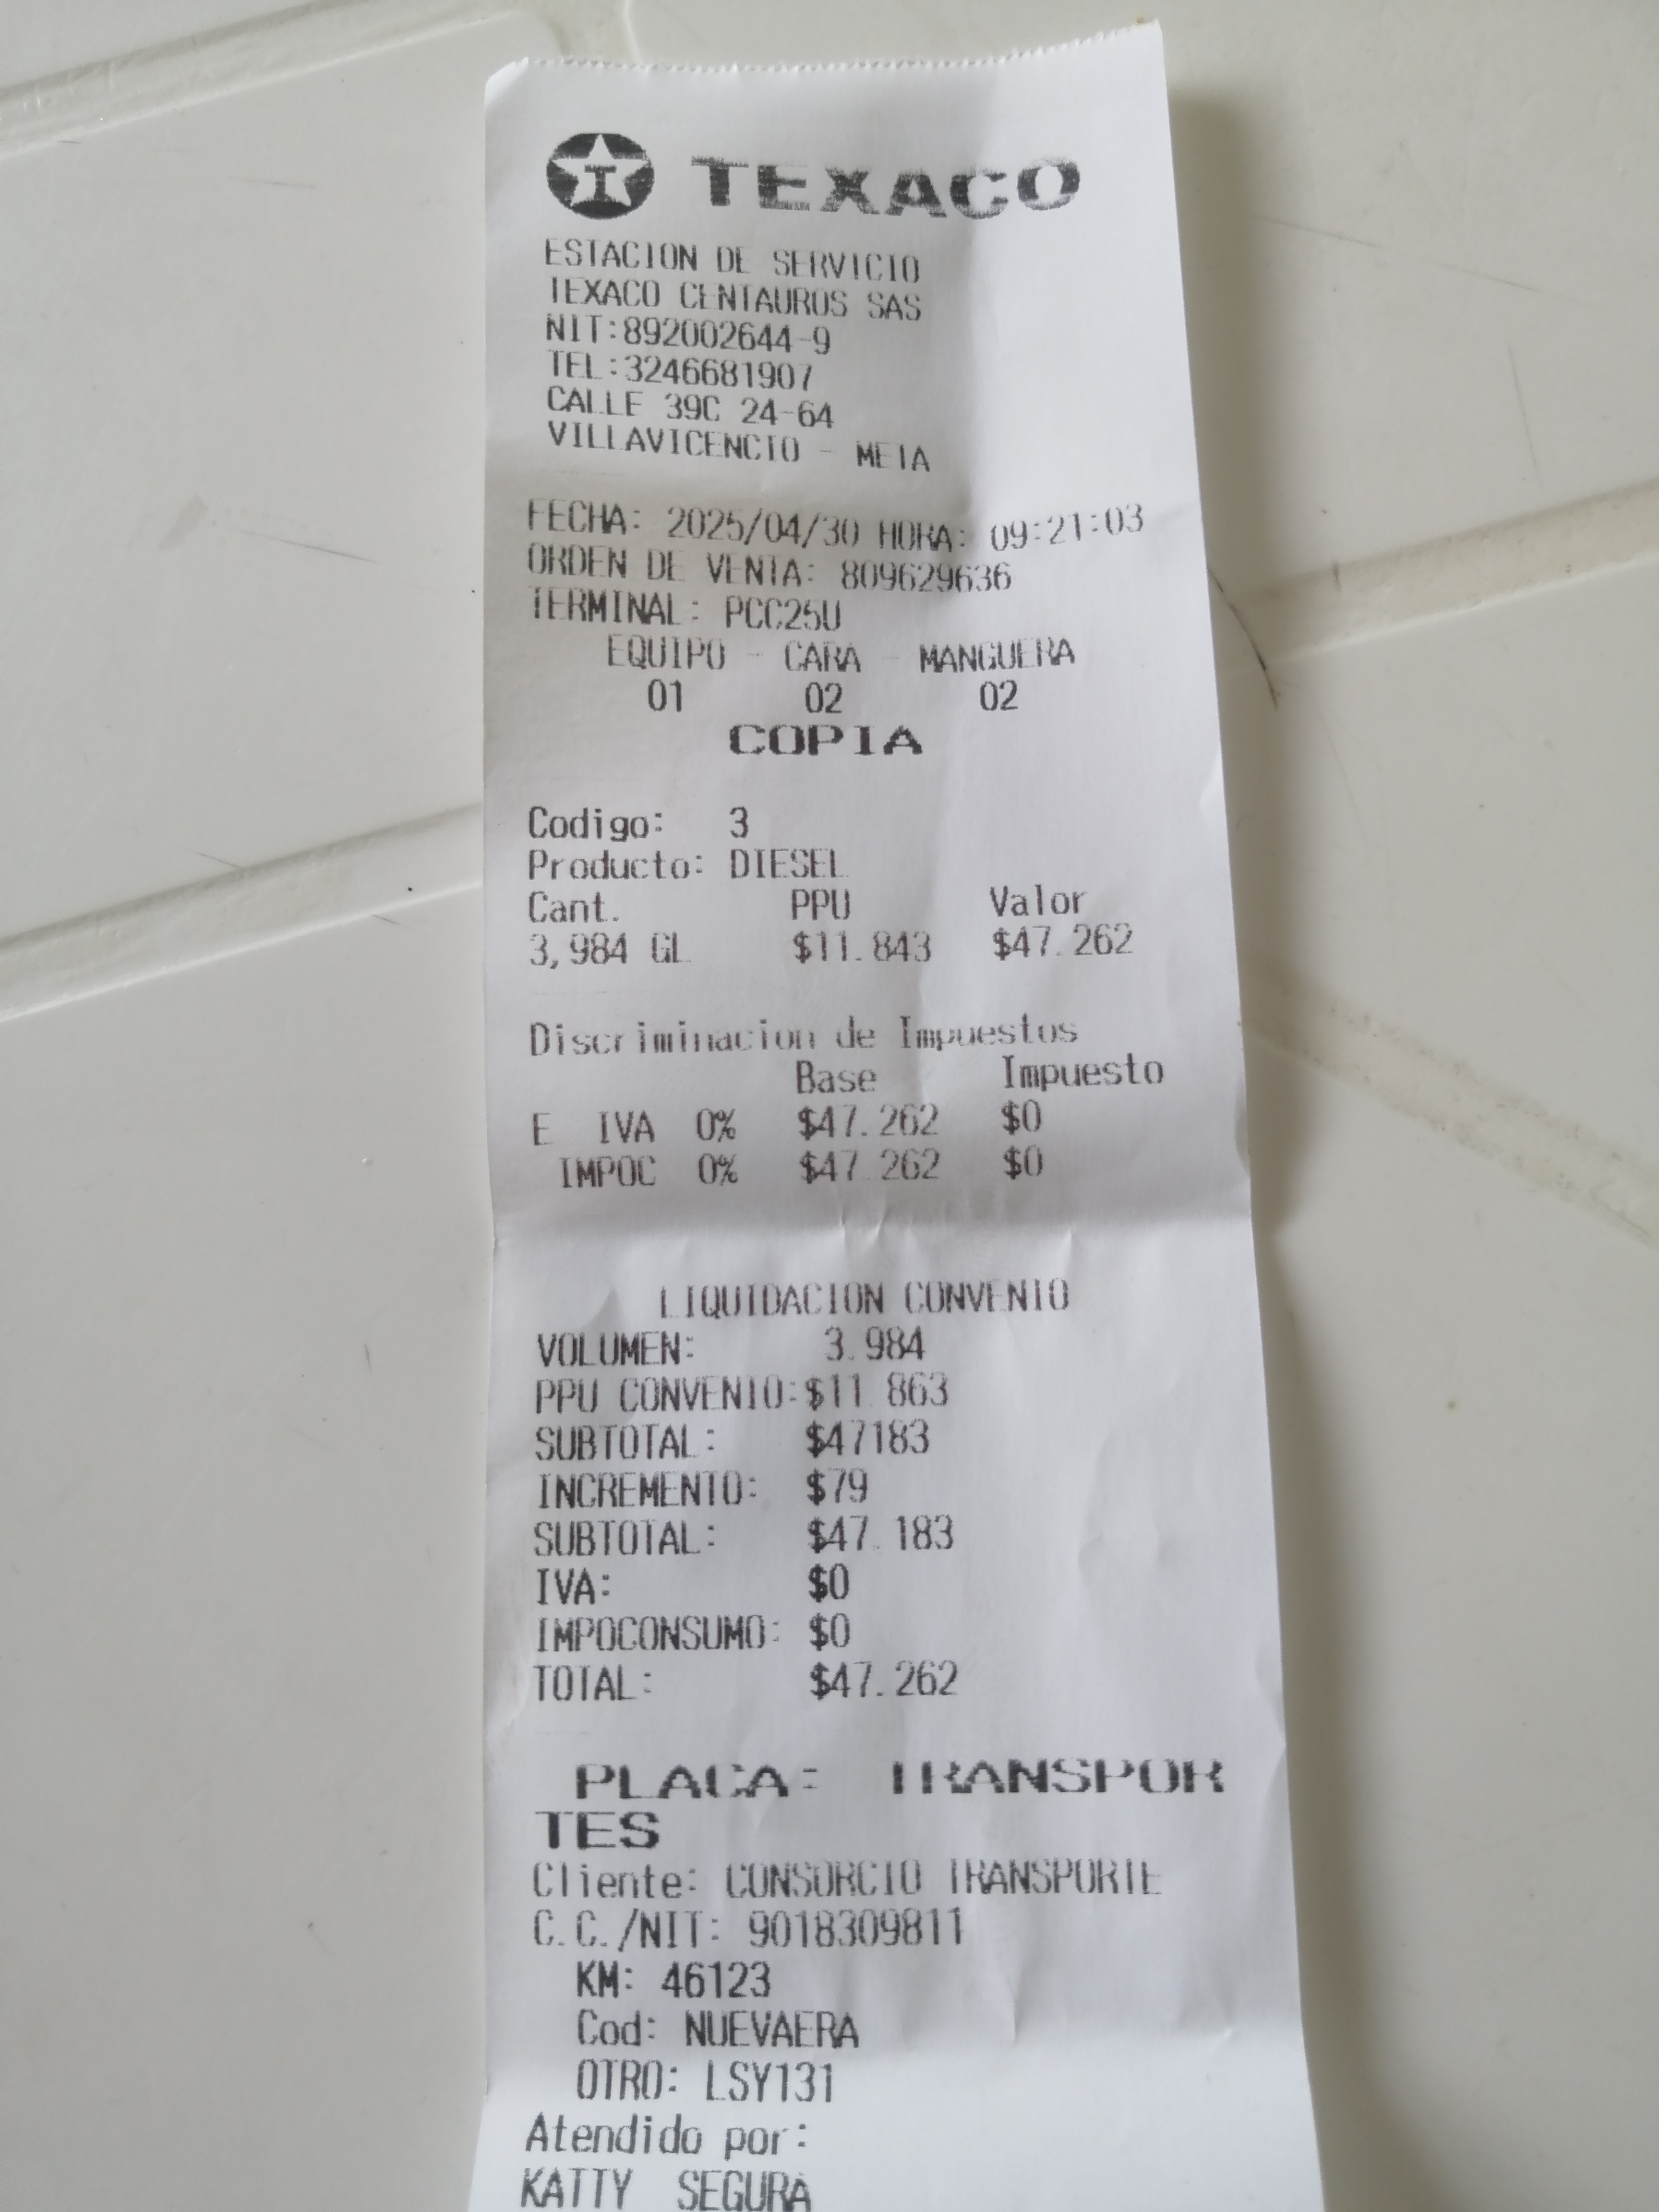 TEXACO
ESTACION DE SERVICIO
TEXACO CENTAUROS SAS
NIT:892002644-9
TEL:3246681907
CALLE 39C 24-64
VILLAVICENCIO - META
FECHA: 2025/04/30 HORA: 09:21:03
ORDEN DE VENTA: 809629636
TERMINAL: PCC25U
EQUIPO - CARA - MANGUERA
01 02 02
COPIA
Codigo: 3
Producto: DIESEL
Cant. PPU Valor
3,984 GL $11.843 $47.262
Discriminacion de Impuestos
Base Impuesto
E IVA 0% $47.262 $0
IMPOC 0% $47.262 $0
LIQUIDACION CONVENIO
VOLUMEN: 3.984
PPU CONVENIO:$11.863
SUBTOTAL: $47183
INCREMENTO: $79
SUBTOTAL: $47.183
IVA: $0
IMPOCONSUMO: $0
TOTAL: $47.262
PLACA: TRANSPOR
TES
Cliente: CONSORCIO TRANSPORTE
C.C./NIT: 9018309811
KM: 46123
Cod: NUEVAERA
OTRO: LSY131
Atendido por:
KATTY SEGURA